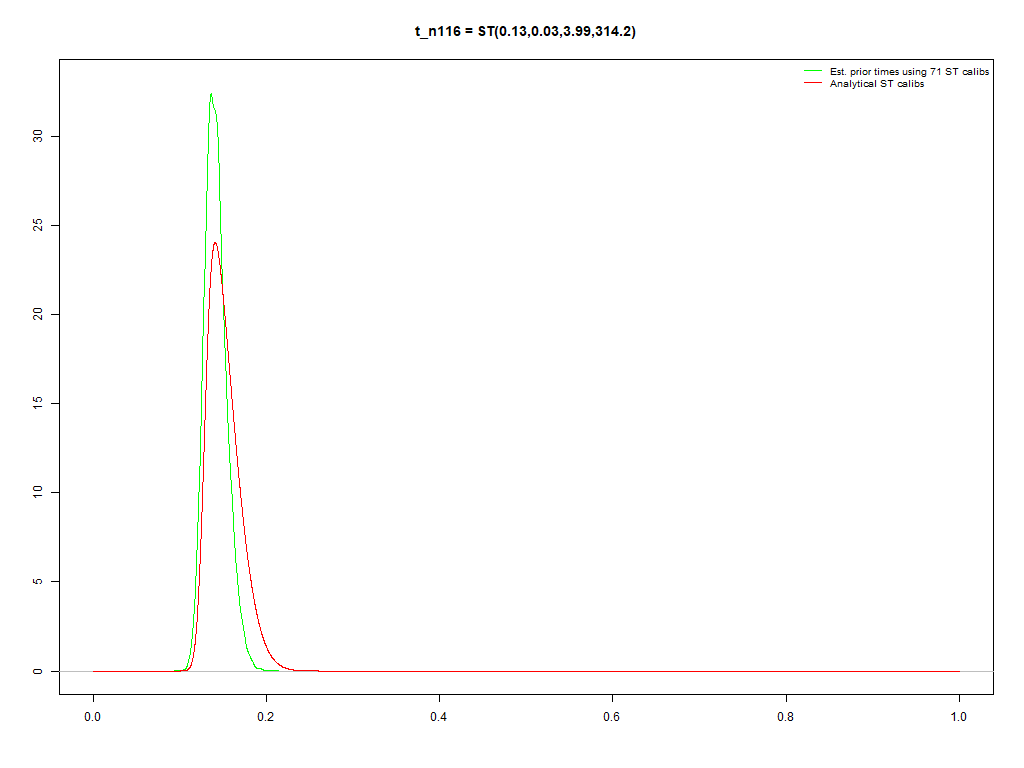 t_n116 = ST(0.13,0.03,3.99,314.2)
Est. prior times using 71 ST calibs
Analytical ST calibs
30
25
20
15
10
5
0
0.0 0.2 0.4 0.6 0.8 1.0